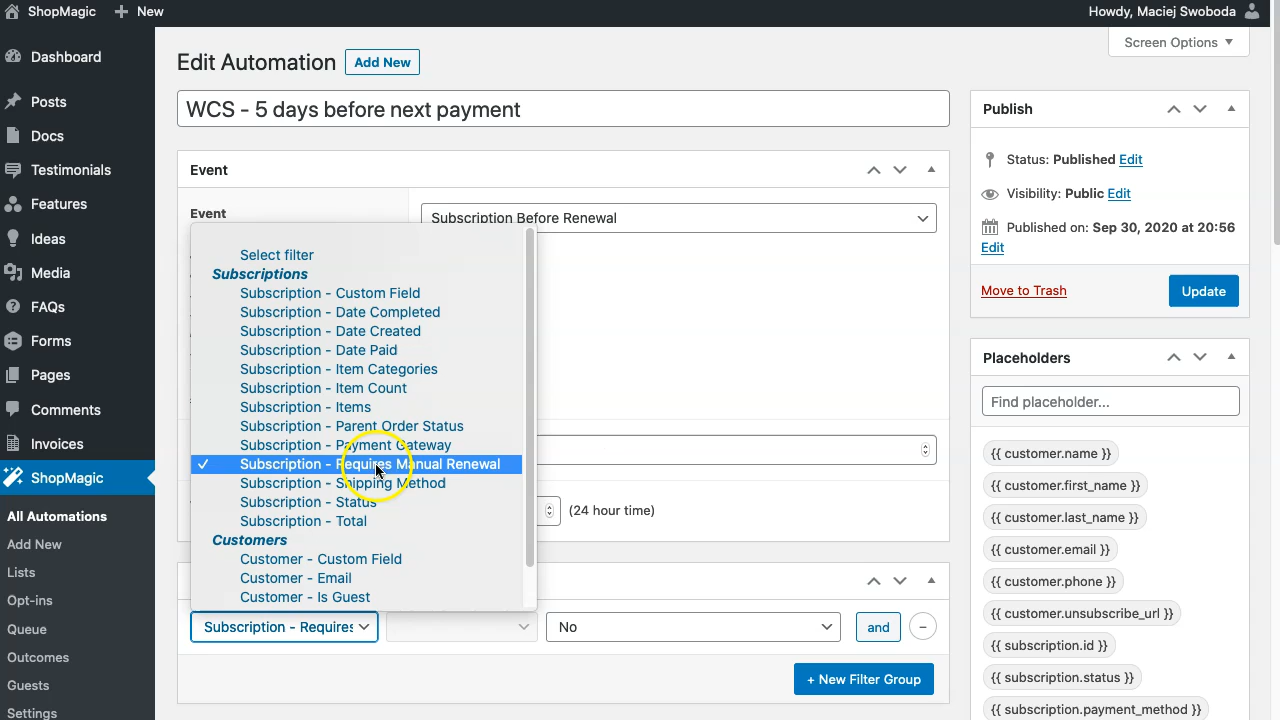 ShopMagic
New
Howdy, Maciej Swoboda
Dashboard
Posts
Docs
Testimonials
Features
Ideas
Media
FAQs
Forms
Pages
Comments
Invoices
ShopMagic
All Automations
Add New
Lists
Opt-ins
Queue
Outcomes
Guests
Settings
Screen Options
Edit Automation
Add New
WCS - 5 days before next payment
Event
Event
Subscription Before Renewal
Select filter
Subscriptions
Subscription - Custom Field
Subscription - Date Completed
Subscription - Date Created
Subscription - Date Paid
Subscription - Item Categories
Subscription - Item Count
Subscription - Items
Subscription - Parent Order Status
Subscription - Payment Gateway
Subscription - Requires Manual Renewal
Subscription - Shipping Method
Subscription - Status
Subscription - Total
Customers
Customer - Custom Field
Customer - Email
Customer - Is Guest
(24 hour time)
Subscription - Requires
No
and
+ New Filter Group
Publish
Status: Published Edit
Visibility: Public Edit
Published on: Sep 30, 2020 at 20:56
Edit
Move to Trash
Update
Placeholders
Find placeholder...
{{ customer.name }}
{{ customer.first_name }}
{{ customer.last_name }}
{{ customer.email }}
{{ customer.phone }}
{{ customer.unsubscribe_url }}
{{ subscription.id }}
{{ subscription.status }}
{{ subscription.payment_method }}